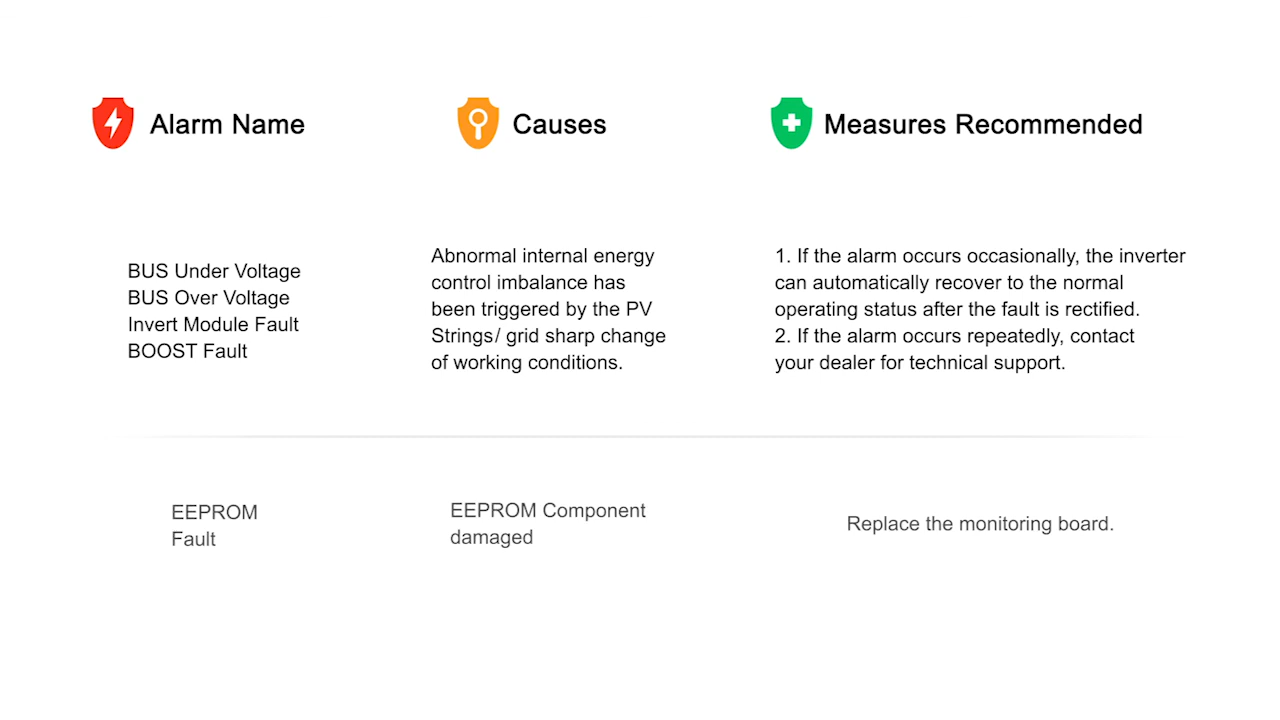 Alarm Name
Causes
Measures Recommended
BUS Under Voltage
BUS Over Voltage
Invert Module Fault
BOOST Fault
Abnormal internal energy
control imbalance has
been triggered by the PV
Strings/ grid sharp change
of working conditions.
1. If the alarm occurs occasionally, the inverter
can automatically recover to the normal
operating status after the fault is rectified.
2. If the alarm occurs repeatedly, contact
your dealer for technical support.
EEPROM
Fault
EEPROM Component
damaged
Replace the monitoring board.